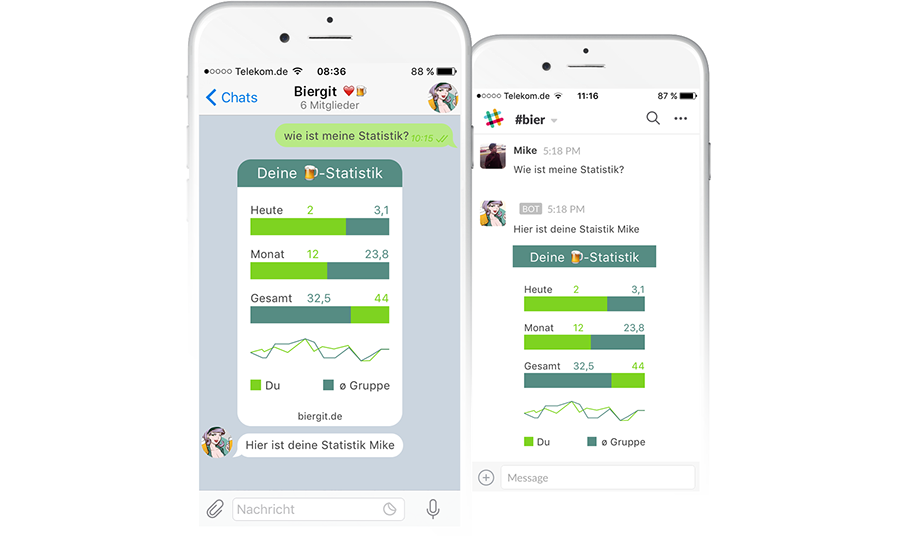 ●○○○○ Telekom.de 08:36 88 %
Chats
Biergit ❤️🍺
6 Mitglieder
wie ist meine Statistik? 10:15
Deine 🍺-Statistik
Heute 2 3,1
Monat 12 23,8
Gesamt 32,5 44
Du ø Gruppe
biergit.de
Hier ist deine Statistik Mike
Nachricht
●○○○○ Telekom.de 11:16 87 %
#bier
Mike 5:18 PM
Wie ist meine Statistik?
BOT 5:18 PM
Hier ist deine Staistik Mike
Deine 🍺-Statistik
Heute 2 3,1
Monat 12 23,8
Gesamt 32,5 44
Du ø Gruppe
Message